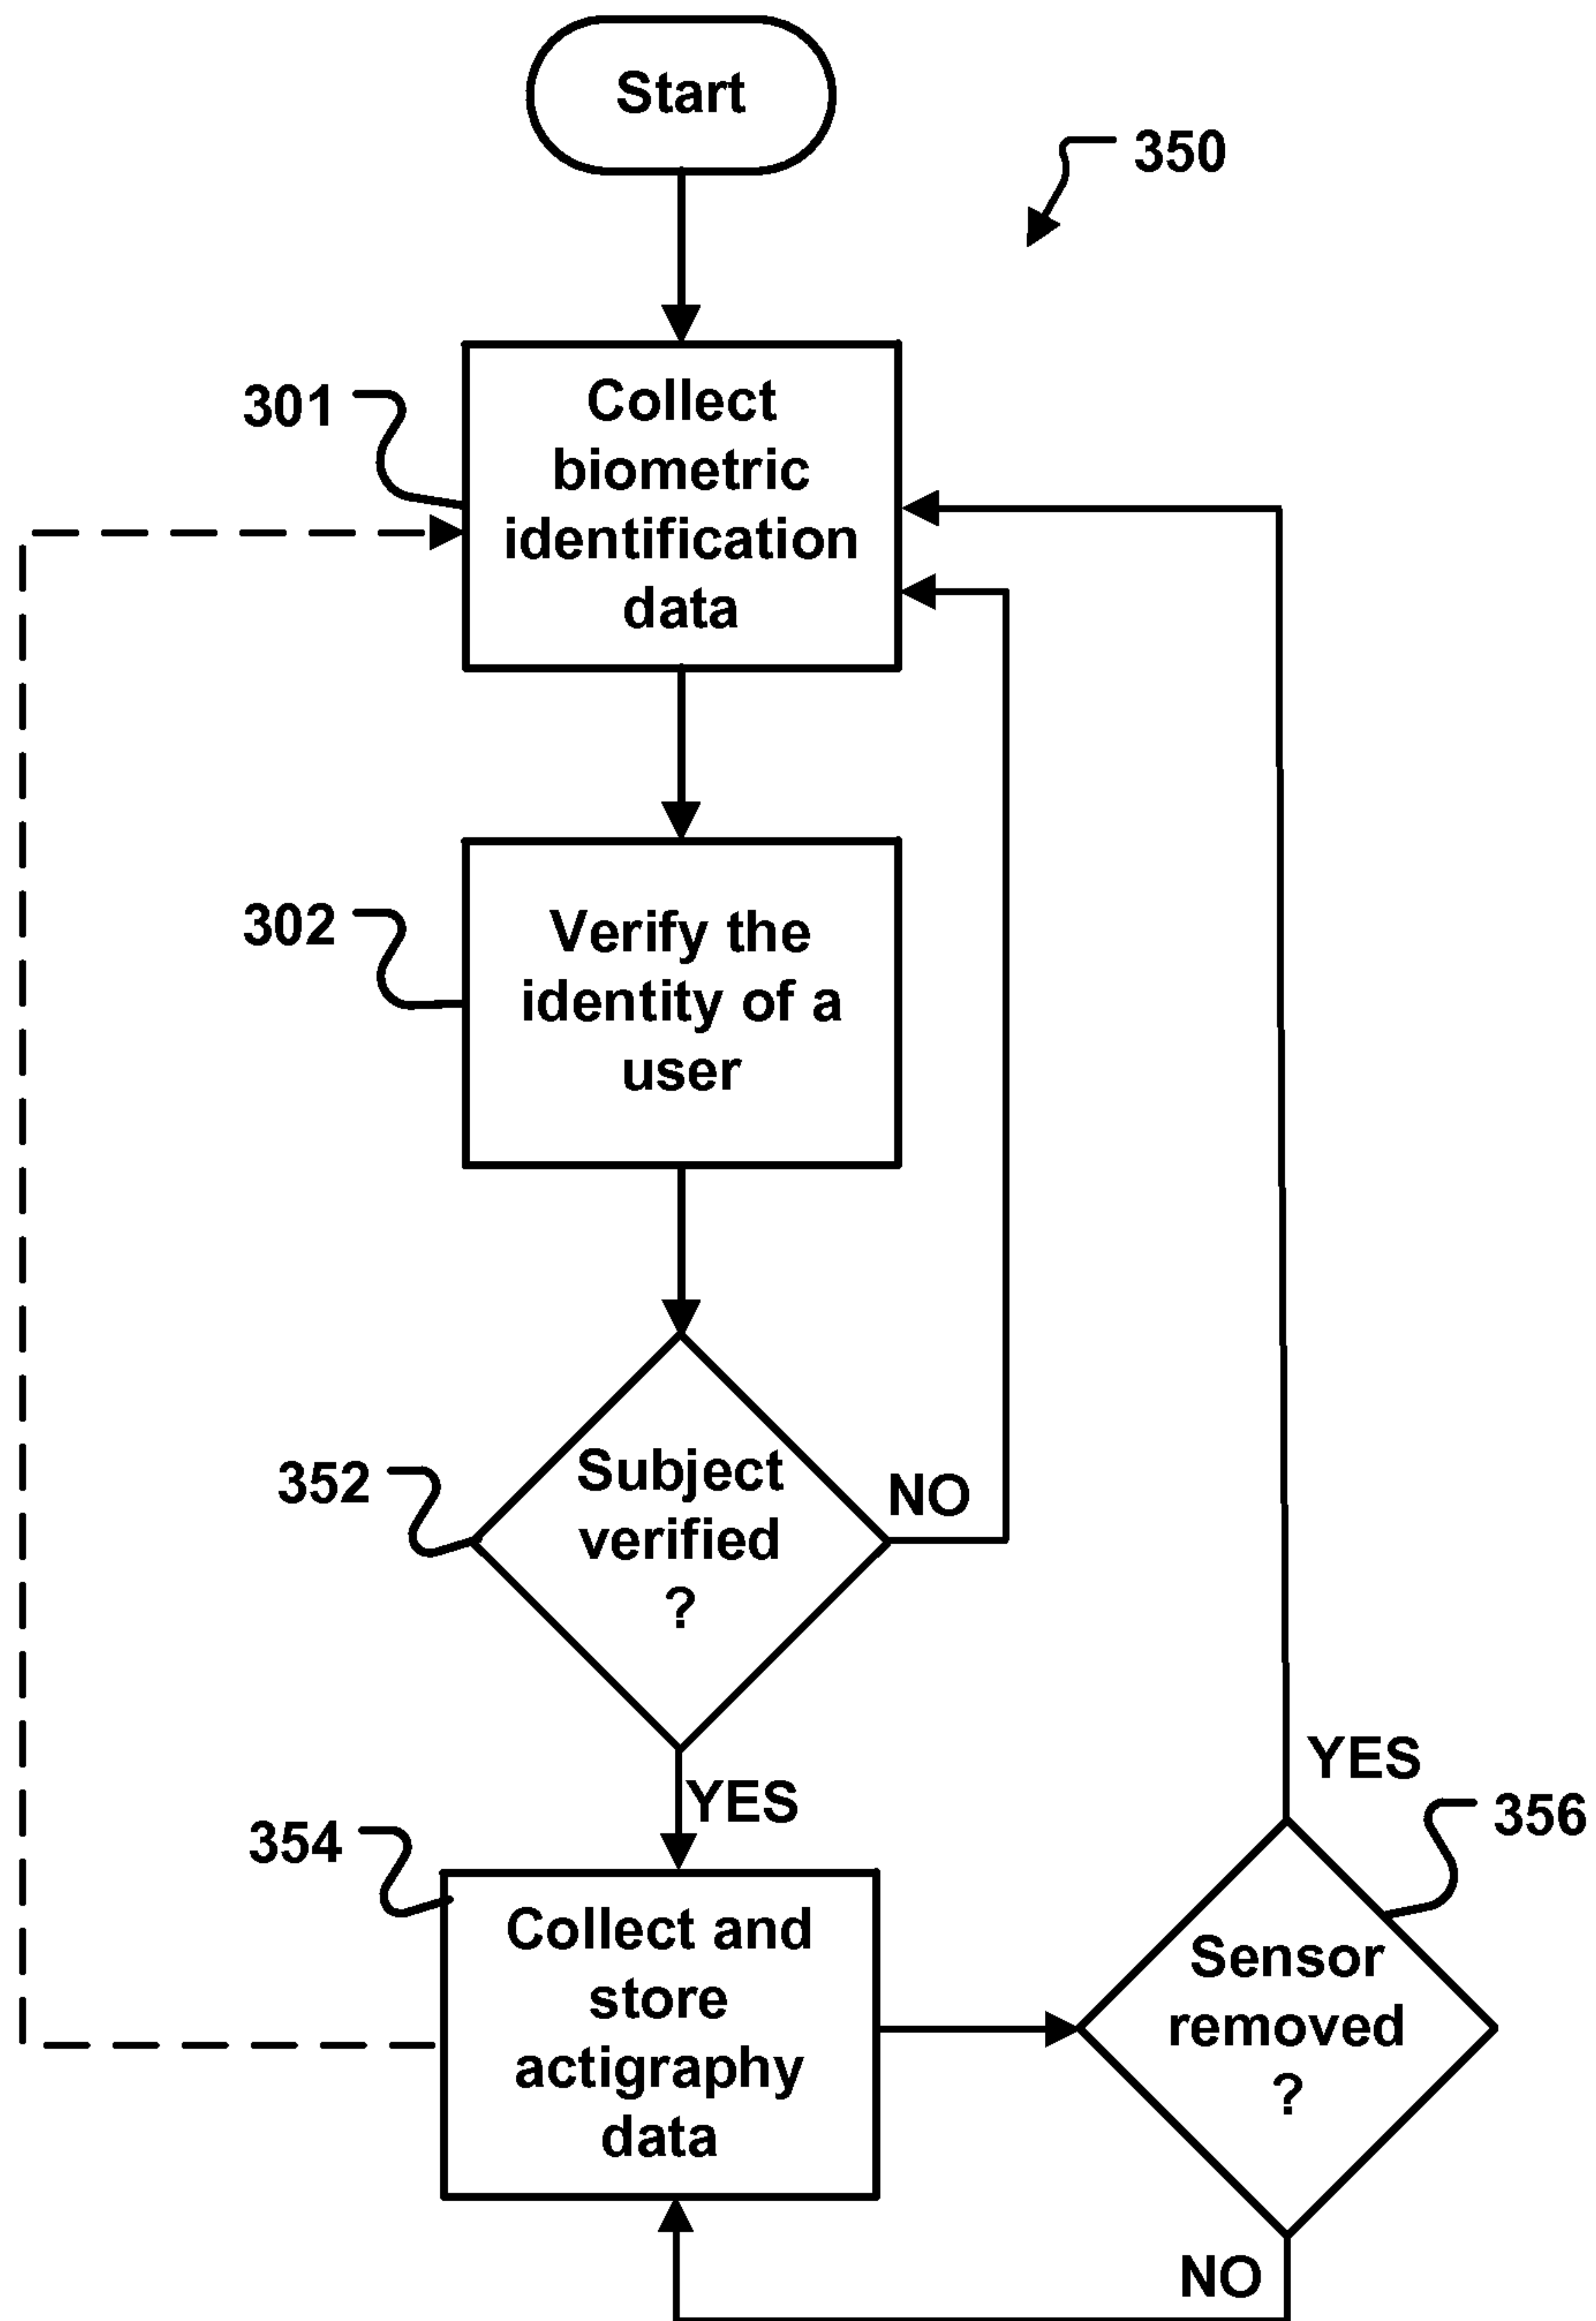 Start
350
301
Collect
biometric
identification
data
302
Verify the
identity of a
user
352
Subject
verified
?
NO
YES
354
Collect and
store
actigraphy
data
YES
356
Sensor
removed
?
NO